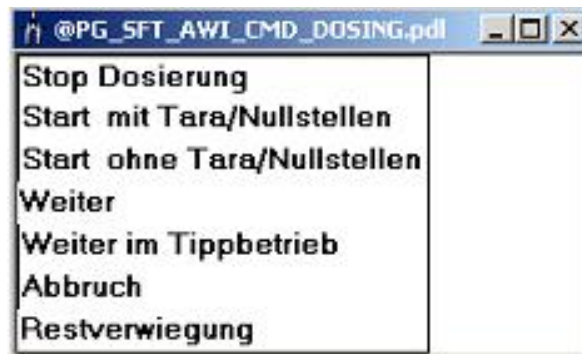 @PG_SFT_AWI_CMD_DOSING.pdl
Stop Dosierung
Start mit Tara/Nullstellen
Start ohne Tara/Nullstellen
Weiter
Weiter im Tippbetrieb
Abbruch
Restverwiegung